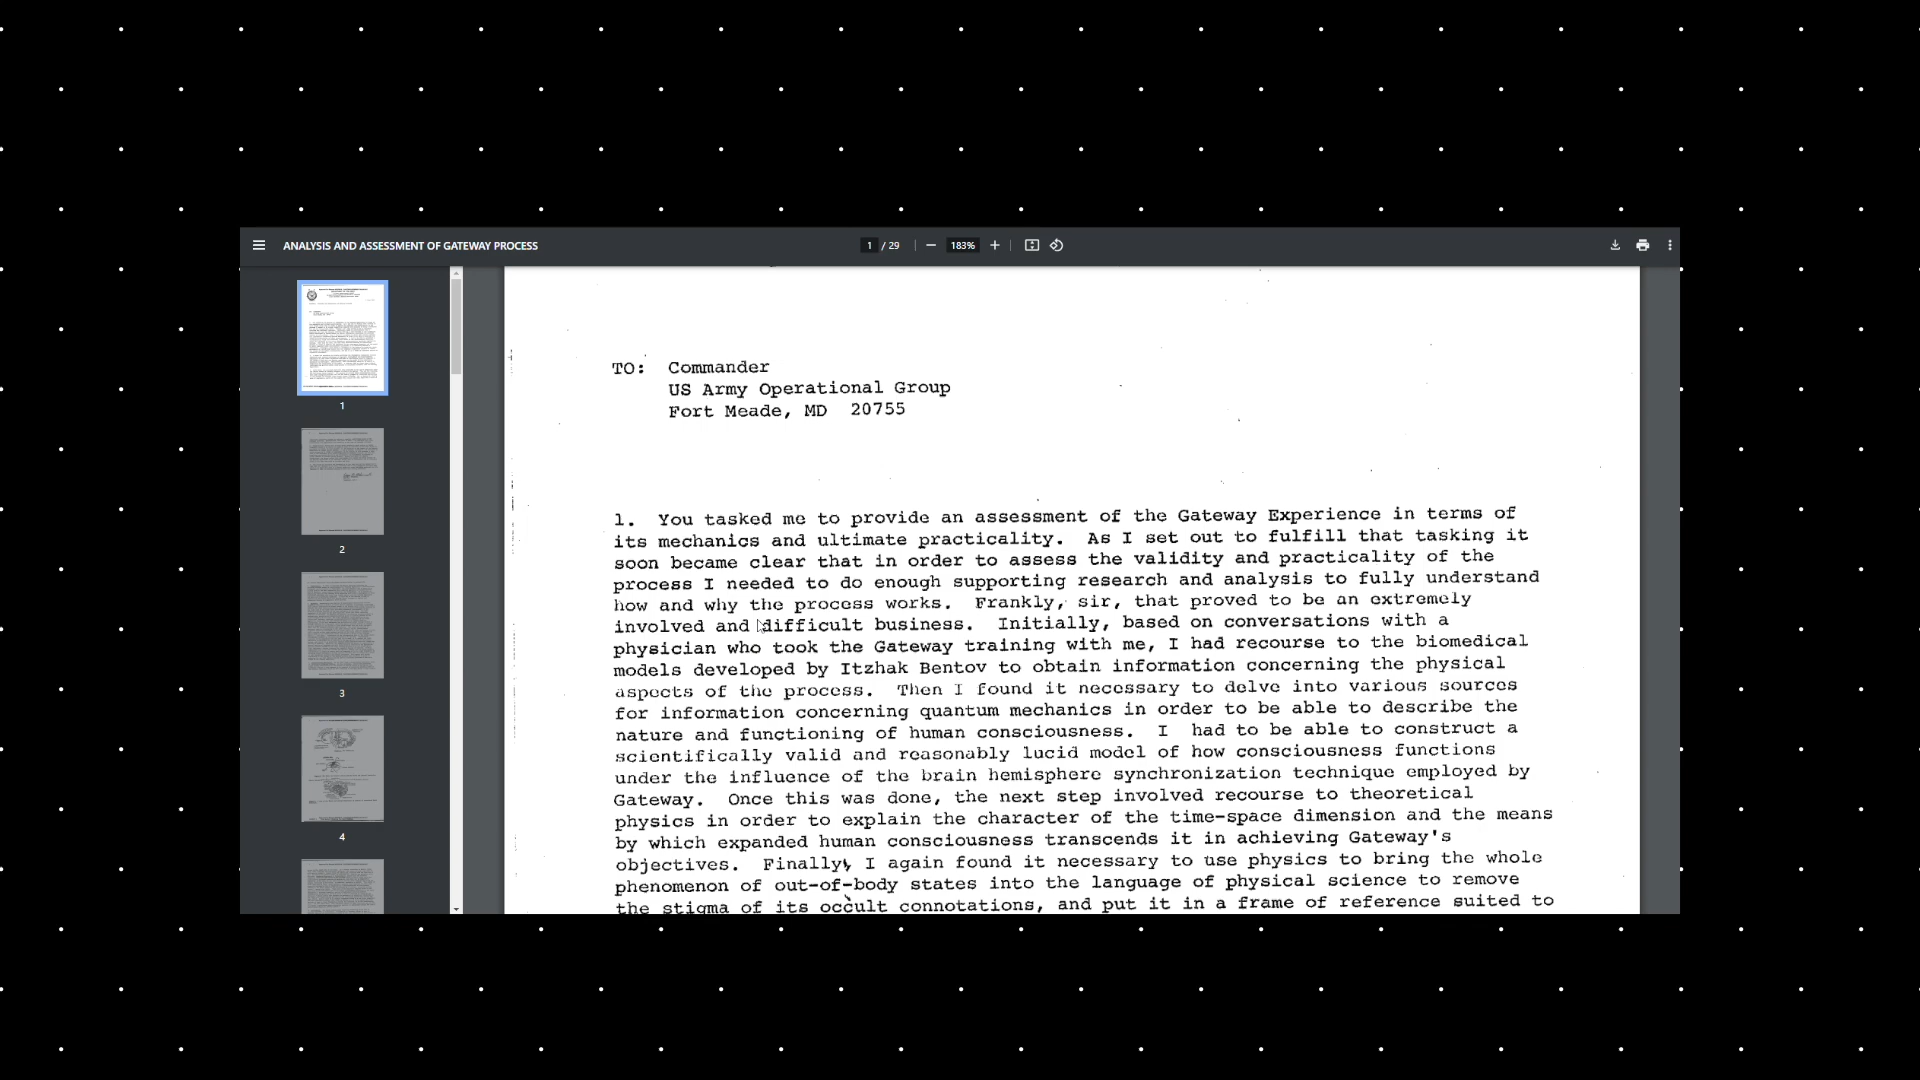 ANALYSIS AND ASSESSMENT OF GATEWAY PROCESS
1 / 29
183%
1
2
3
4
TO: Commander
US Army Operational Group
Fort Meade, MD 20755
1. You tasked me to provide an assessment of the Gateway Experience in terms of
its mechanics and ultimate practicality. As I set out to fulfill that tasking it
soon became clear that in order to assess the validity and practicality of the
process I needed to do enough supporting research and analysis to fully understand
how and why the process works. Frankly, sir, that proved to be an extremely
involved and difficult business. Initially, based on conversations with a
physician who took the Gateway training with me, I had recourse to the biomedical
models developed by Itzhak Bentov to obtain information concerning the physical
aspects of the process. Then I found it necessary to delve into various sources
for information concerning quantum mechanics in order to be able to describe the
nature and functioning of human consciousness. I had to be able to construct a
scientifically valid and reasonably lucid model of how consciousness functions
under the influence of the brain hemisphere synchronization technique employed by
Gateway. Once this was done, the next step involved recourse to theoretical
physics in order to explain the character of the time-space dimension and the means
by which expanded human consciousness transcends it in achieving Gateway's
objectives. Finally, I again found it necessary to use physics to bring the whole
phenomenon of out-of-body states into the language of physical science to remove
the stigma of its occult connotations, and put it in a frame of reference suited to